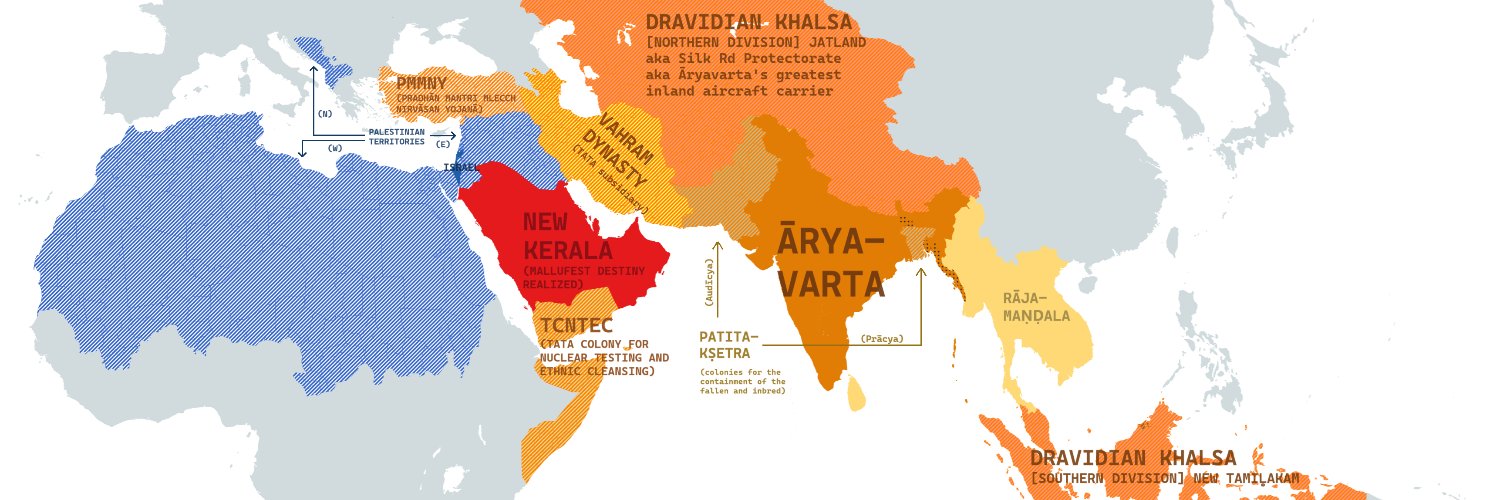 DRAVIDIAN KHALSA
[NORTHERN DIVISION] JATLAND
aka Silk Rd Protectorate
aka Āryavarta's greatest
inland aircraft carrier
PMMNY
(PRADHĀN MANTRI MLECCH
NIRVĀSAN YOJANĀ)
(N)
PALESTINIAN
TERRITORIES
(W)
(E)
ISRAEL
VAHRAM
DYNASTY
(TATA subsidiary)
NEW
KERALA
(MALLUFEST DESTINY
REALIZED)
ĀRYA–
VARTA
(Audīcya)
RĀJA–
MAṆḌALA
TCNTEC
(TATA COLONY FOR
NUCLEAR TESTING AND
ETHNIC CLEANSING)
PATITA–
KṢETRA
(Prācya)
(colonies for the
containment of the
fallen and inbred)
DRAVIDIAN KHALSA
[SOUTHERN DIVISION] NEW TAMIḺAKAM